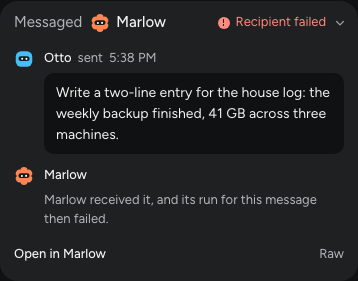 Messaged Marlow Recipient failed
Otto sent 5:38 PM
Write a two-line entry for the house log: the
weekly backup finished, 41 GB across three
machines.
Marlow
Marlow received it, and its run for this message
then failed.
Open in Marlow Raw